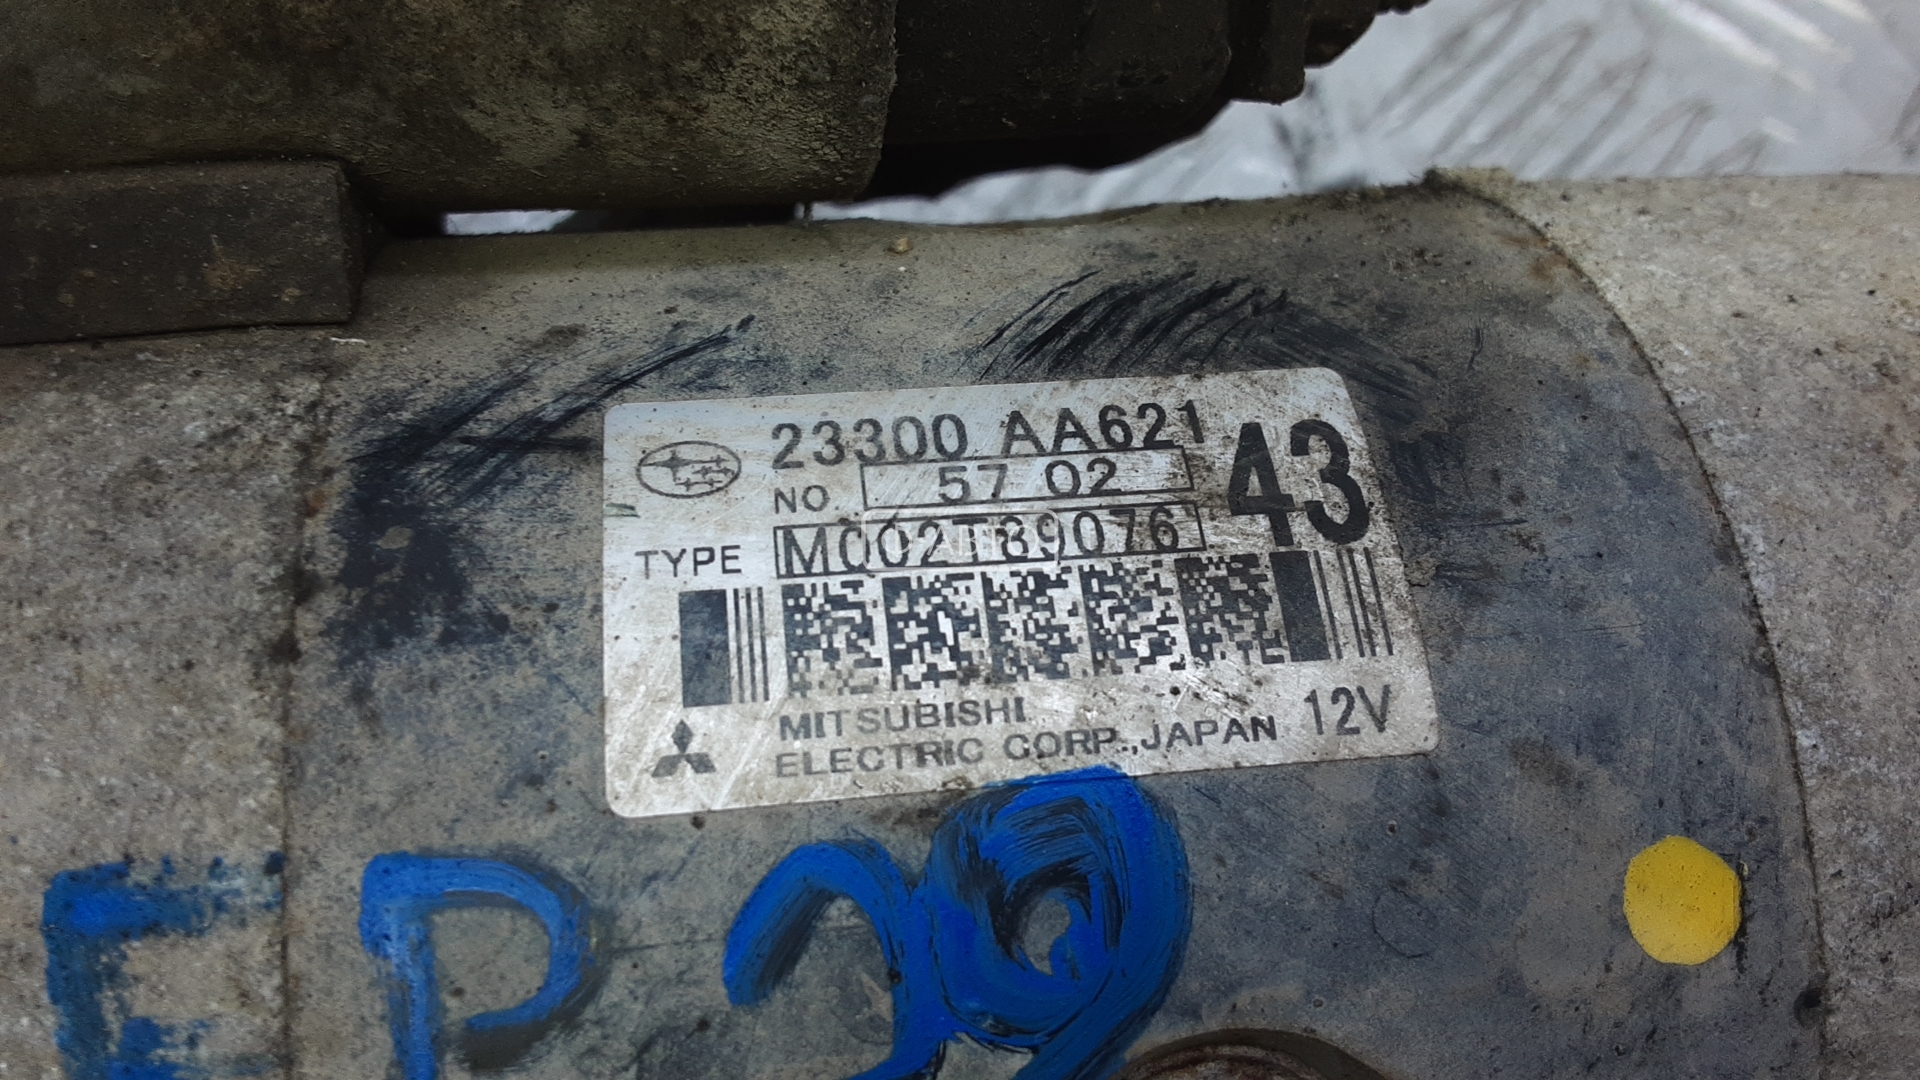 23300 AA621
43
NO. 57 02
TYPE M002T89076
MITSUBISHI
ELECTRIC CORP., JAPAN 12V